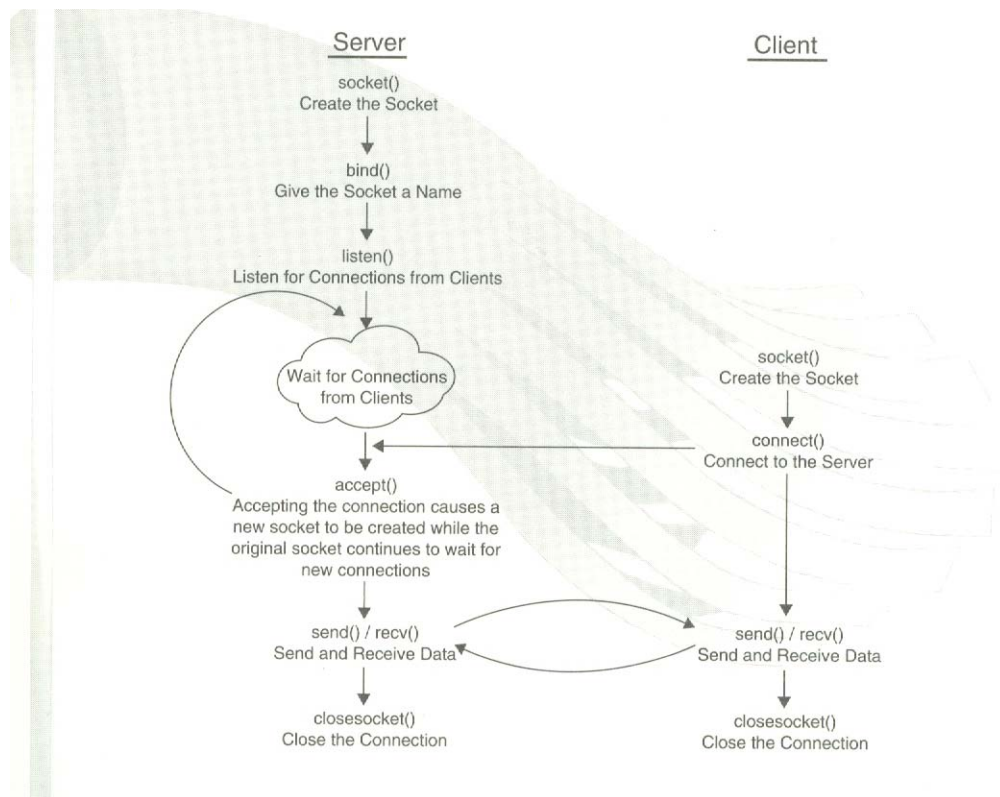 Server
socket()
Create the Socket
bind()
Give the Socket a Name
listen()
Listen for Connections from Clients
Wait for Connections
from Clients
accept()
Accepting the connection causes a
new socket to be created while the
original socket continues to wait for
new connections
send() / recv()
Send and Receive Data
closesocket()
Close the Connection
Client
socket()
Create the Socket
connect()
Connect to the Server
send() / recv()
Send and Receive Data
closesocket()
Close the Connection